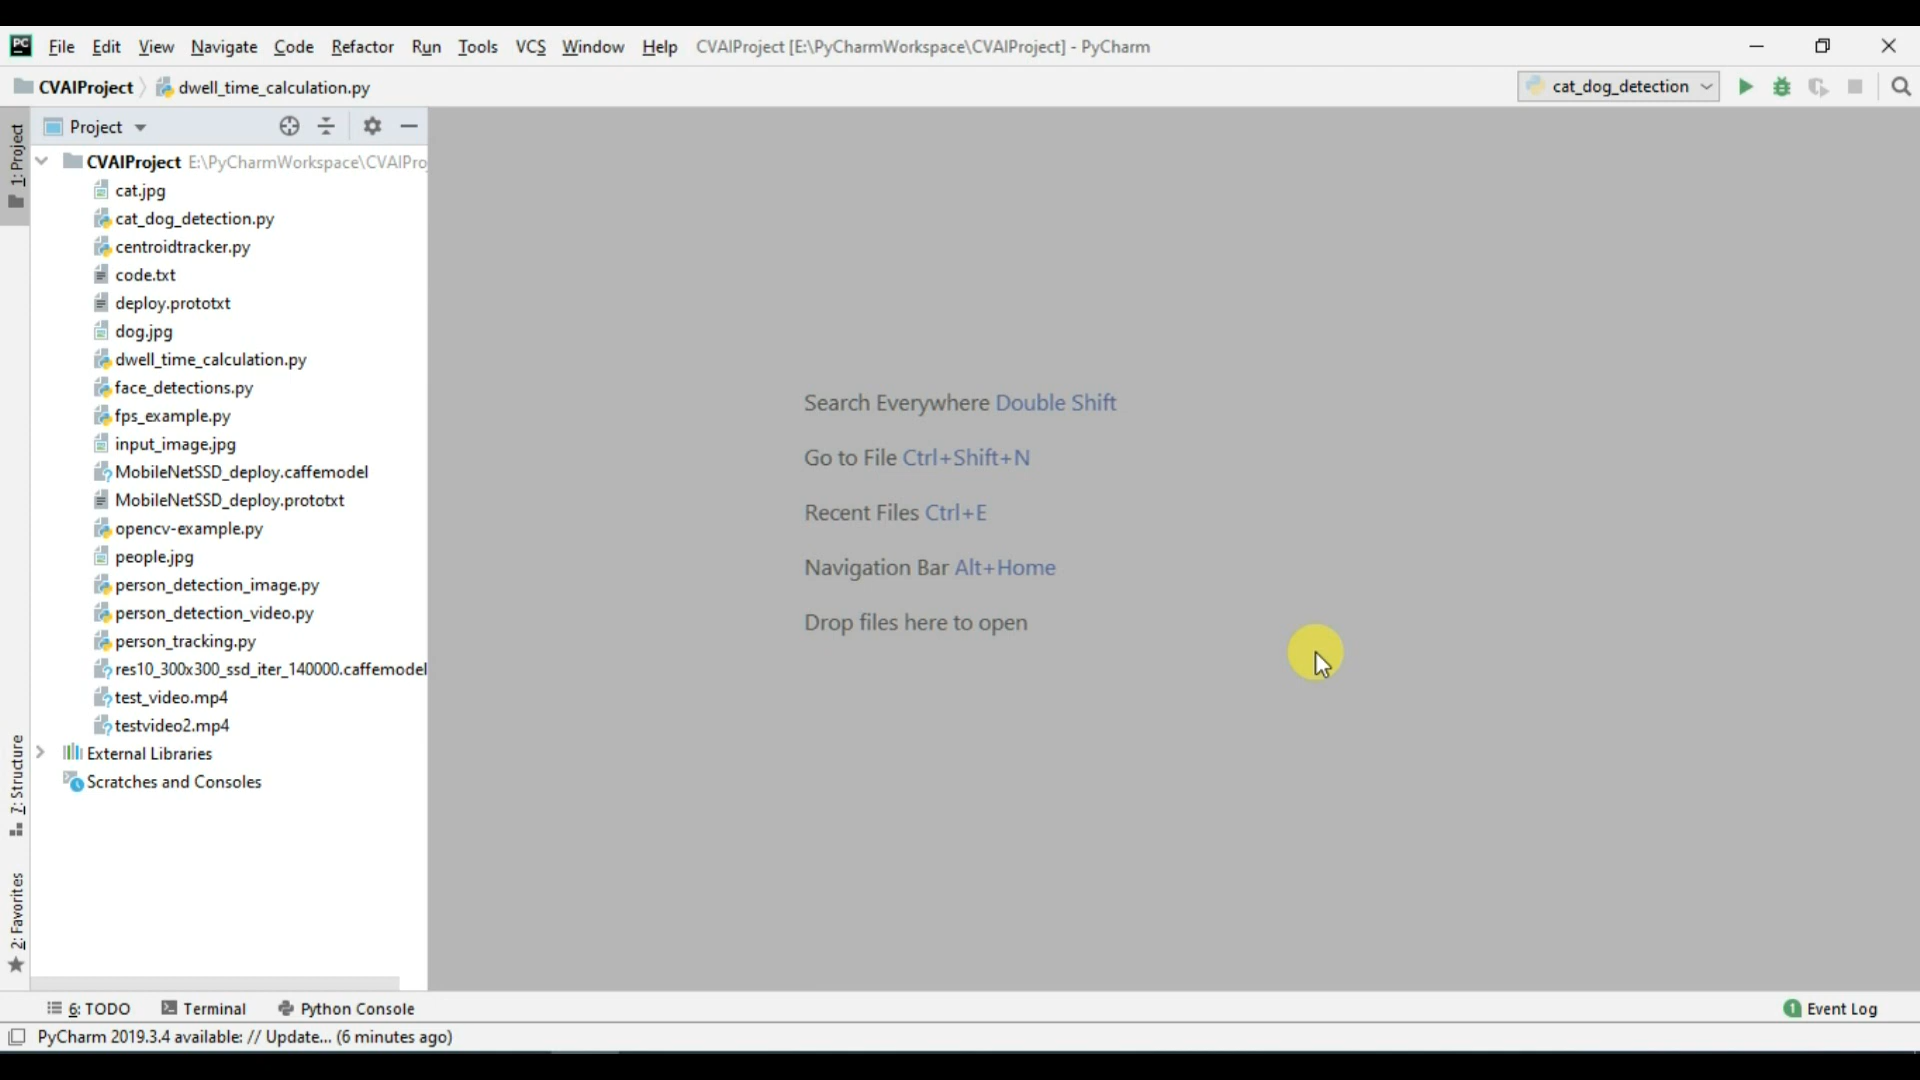 PC File Edit View Navigate Code Refactor Run Tools VCS Window Help CVAIProject [E:\PyCharmWorkspace\CVAIProject] - PyCharm
CVAIProject dwell_time_calculation.py cat_dog_detection
1: Project
Project
CVAIProject E:\PyCharmWorkspace\CVAIPro
cat.jpg
cat_dog_detection.py
centroidtracker.py
code.txt
deploy.prototxt
dog.jpg
dwell_time_calculation.py
face_detections.py
fps_example.py
input_image.jpg
MobileNetSSD_deploy.caffemodel
MobileNetSSD_deploy.prototxt
opencv-example.py
people.jpg
person_detection_image.py
person_detection_video.py
person_tracking.py
res10_300x300_ssd_iter_140000.caffemodel
test_video.mp4
testvideo2.mp4
External Libraries
Scratches and Consoles
Search Everywhere Double Shift
Go to File Ctrl+Shift+N
Recent Files Ctrl+E
Navigation Bar Alt+Home
Drop files here to open
7: Structure
2: Favorites
6: TODO Terminal Python Console 1 Event Log
PyCharm 2019.3.4 available: // Update... (6 minutes ago)